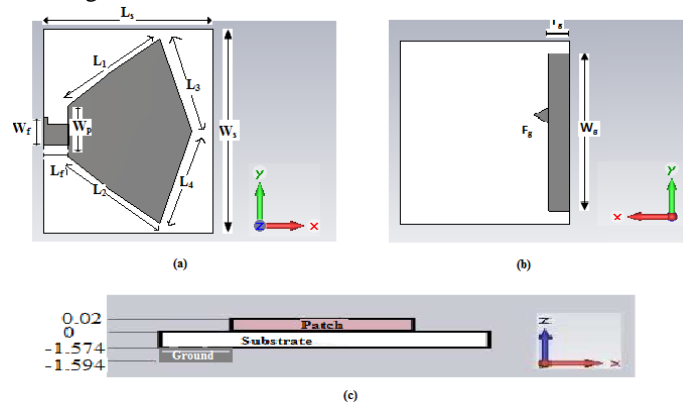 Ls
L1
L3
Wf
Wp
Ws
Lf
L2
L4
Y
Z
X
(a)
Fg
Wg
Y
X
(b)
0.02
0
-1.574
-1.594
Patch
Substrate
Ground
Z
X
(c)